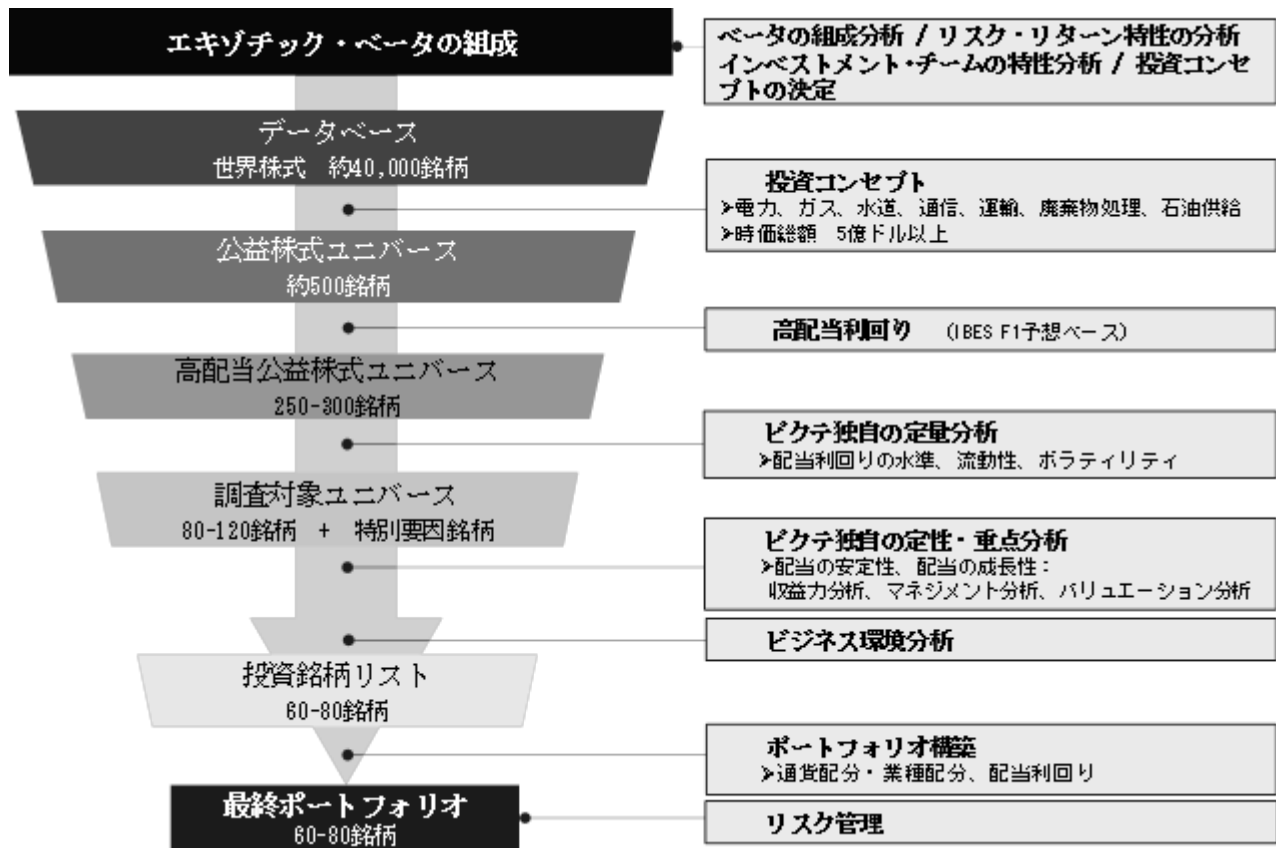 エキゾチック・ベータの組成
ベータの組成分析 / リスク・リターン特性の分析
インベストメント・チームの特性分析 / 投資コンセ
プトの決定
データベース
世界株式　約40,000銘柄
投資コンセプト
➢電力、ガス、水道、通信、運輸、廃棄物処理、石油供給
➢時価総額　5億ドル以上
公益株式ユニバース
約500銘柄
高配当利回り　（IBES F1予想ベース）
高配当公益株式ユニバース
250-300銘柄
ピクテ独自の定量分析
➢配当利回りの水準、流動性、ボラティリティ
調査対象ユニバース
80-120銘柄　+　特別要因銘柄
ピクテ独自の定性・重点分析
➢配当の安定性、配当の成長性：
収益力分析、マネジメント分析、バリュエーション分析
ビジネス環境分析
投資銘柄リスト
60-80銘柄
ポートフォリオ構築
➢通貨配分・業種配分、配当利回り
最終ポートフォリオ
60-80銘柄
リスク管理